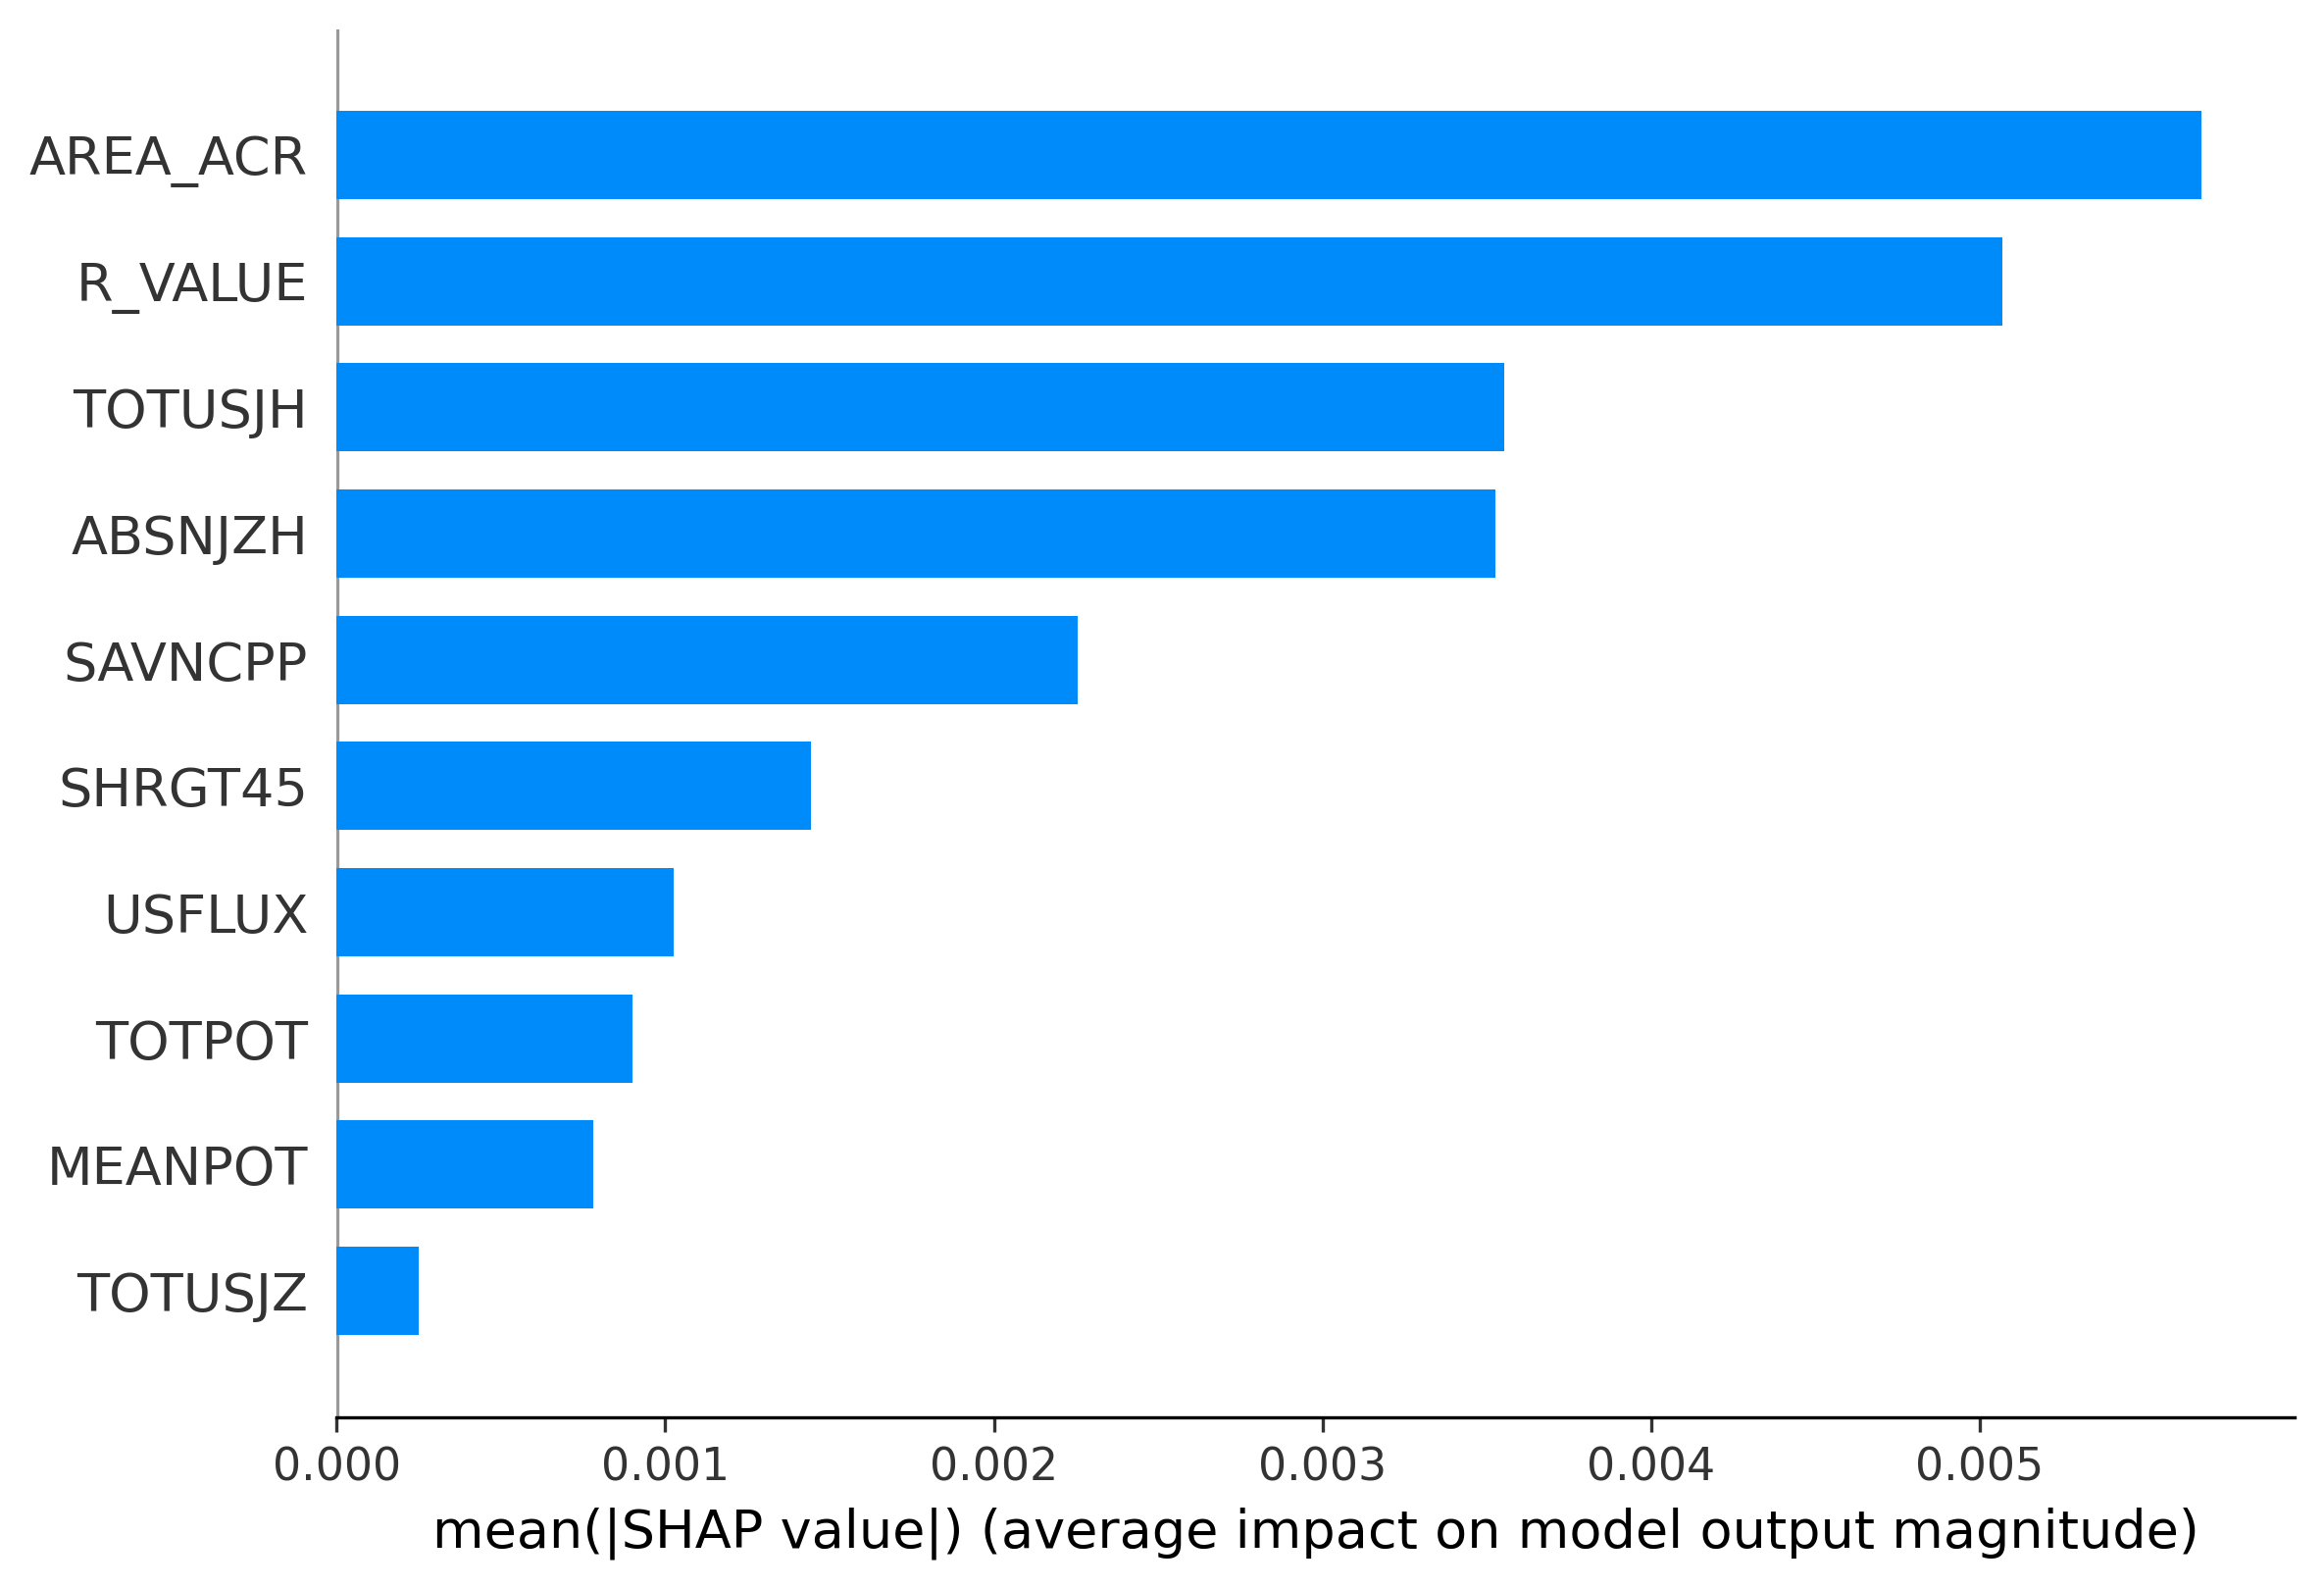 AREA_ACR
R_VALUE
TOTUSJH
ABSNJZH
SAVNCPP
SHRGT45
USFLUX
TOTPOT
MEANPOT
TOTUSJZ
0.000 0.001 0.002 0.003 0.004 0.005
mean(|SHAP value|) (average impact on model output magnitude)